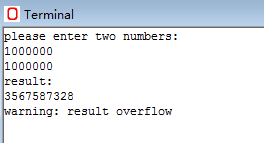 Terminal
please enter two numbers:
1000000
1000000
result:
3567587328
warning: result overflow